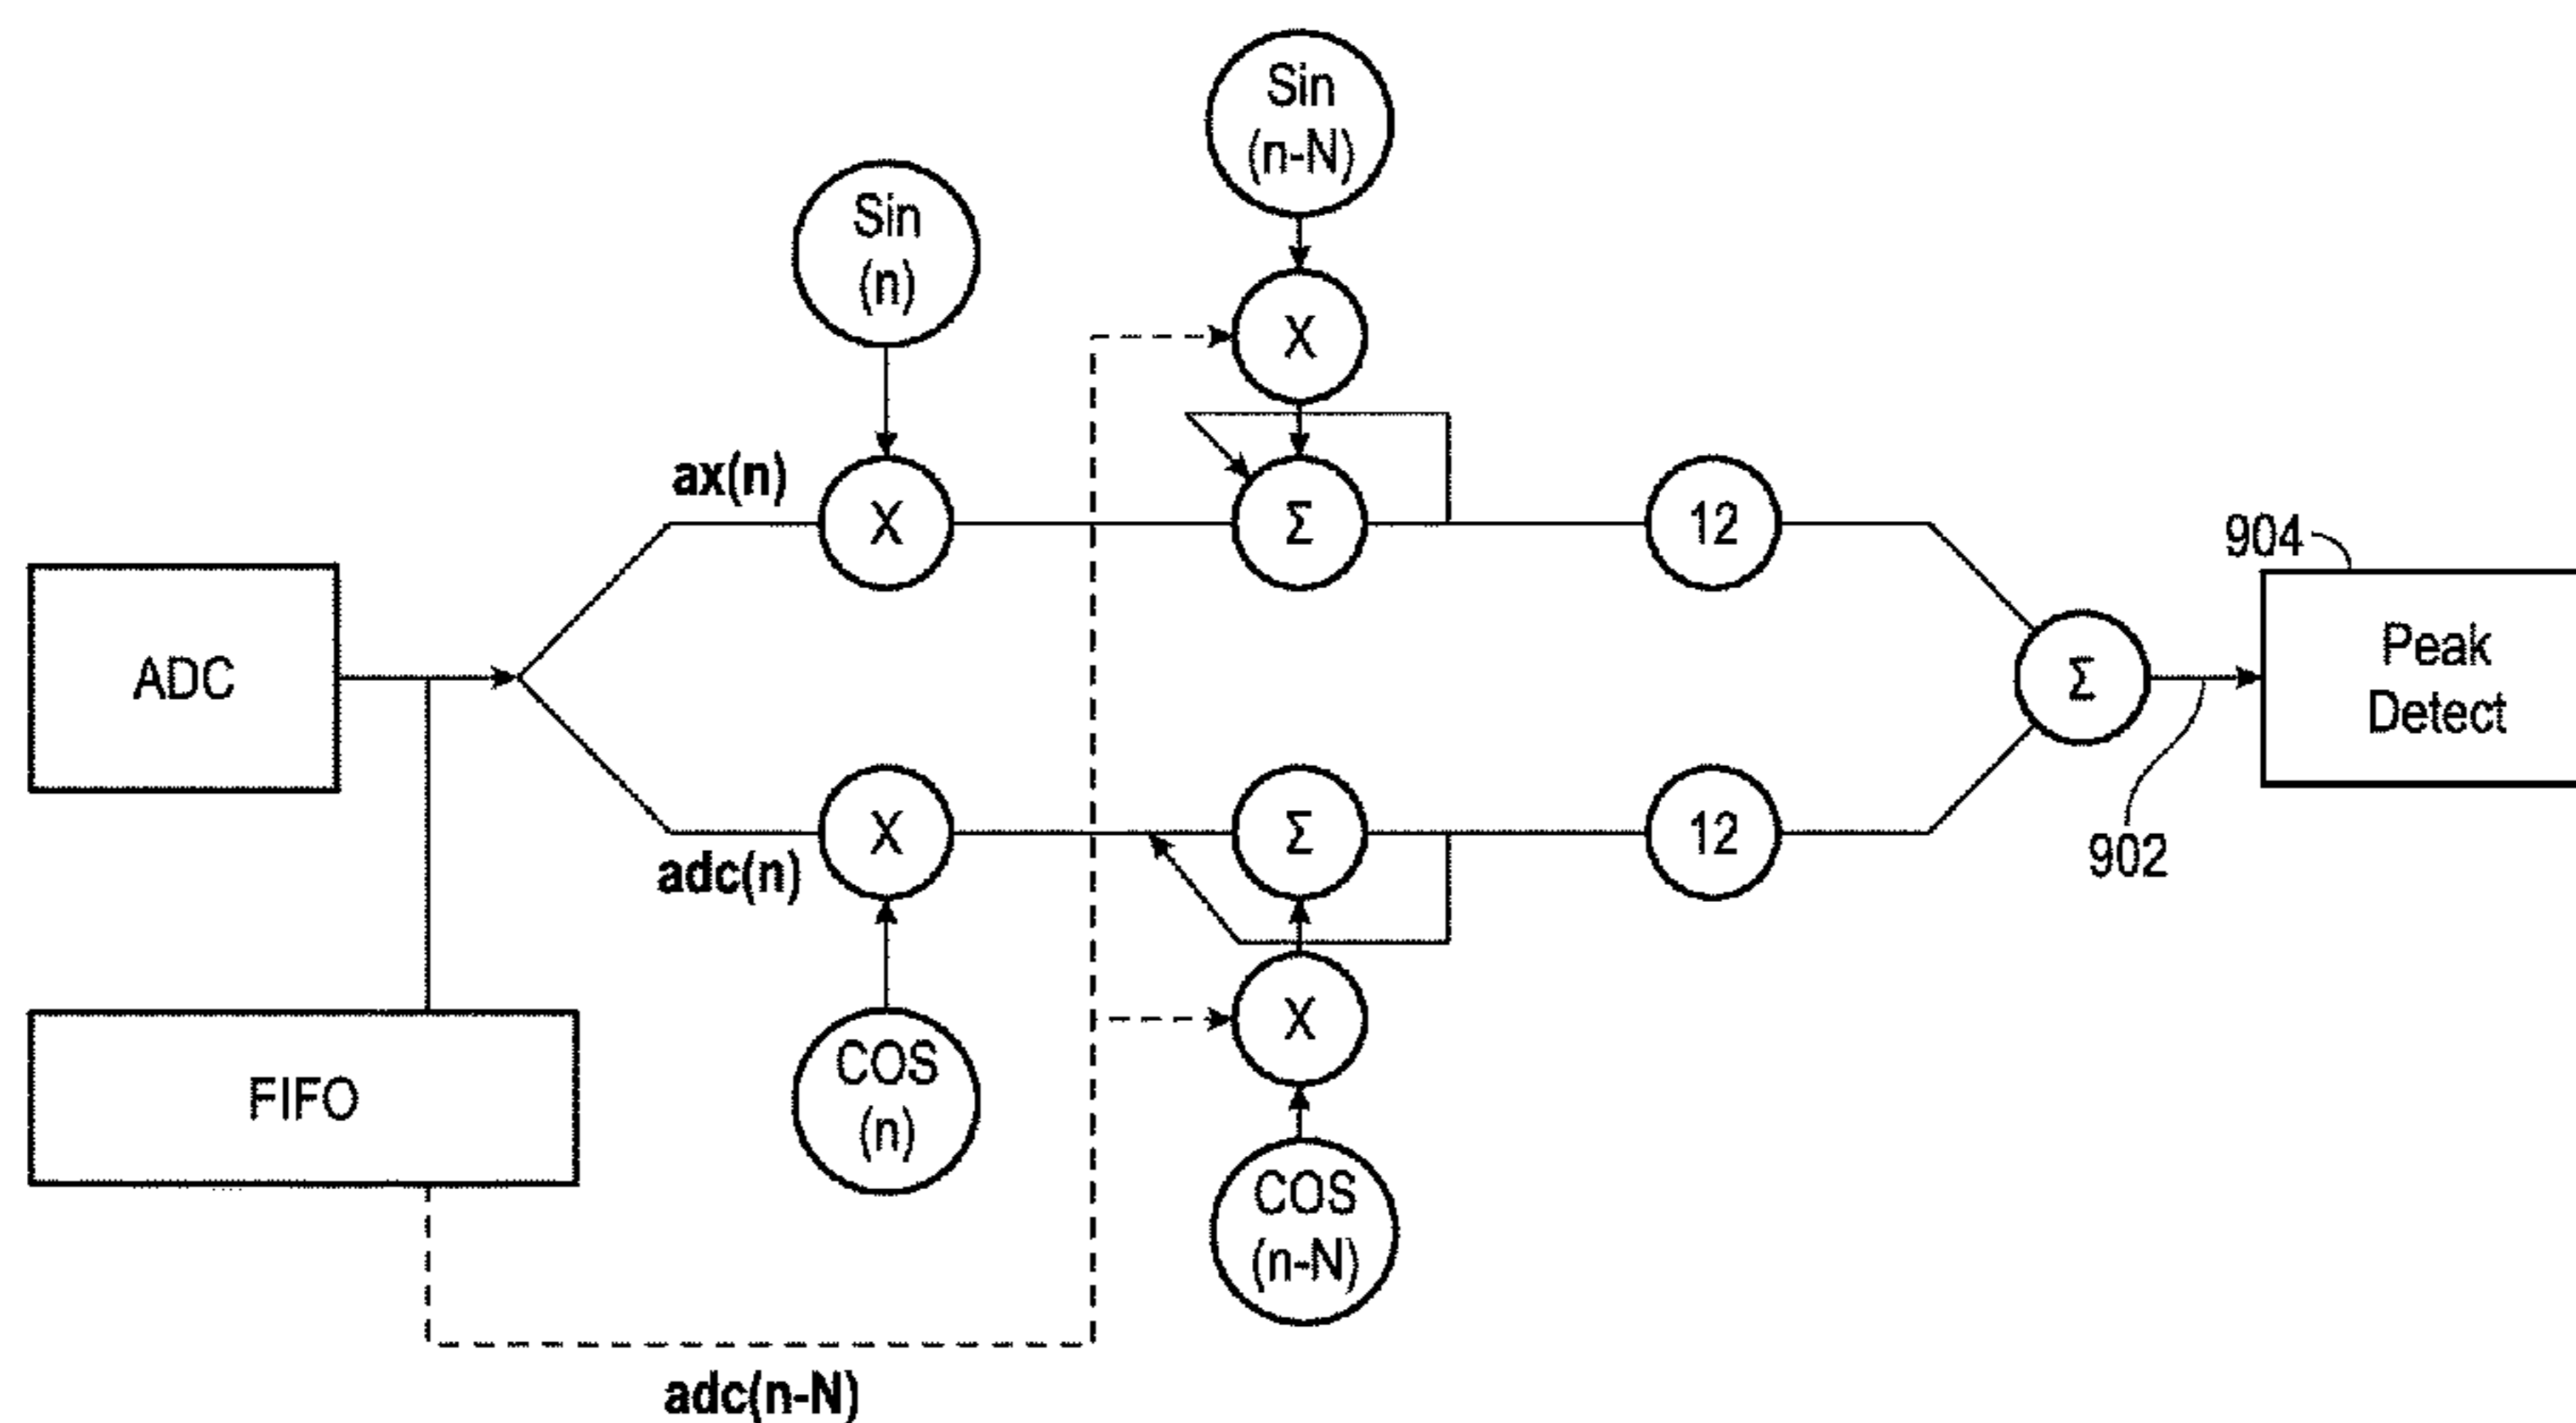 Sin
(n-N)
Sin
(n)
X
ax(n)
X
Σ
12
904
ADC
Σ
Peak
Detect
adc(n)
X
Σ
12
902
FIFO
COS
(n)
X
COS
(n-N)
adc(n-N)